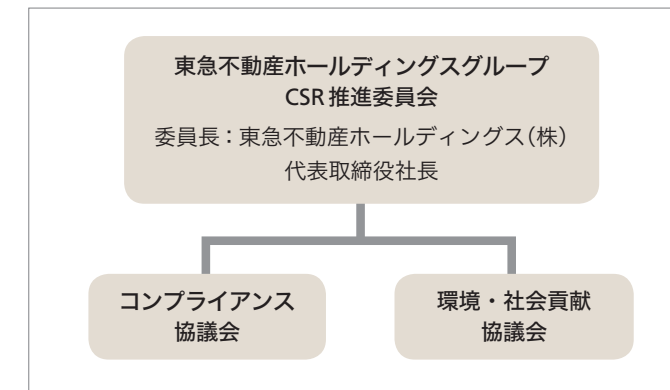 東急不動産ホールディングスグループ
CSR推進委員会
委員長：東急不動産ホールディングス（株）
代表取締役社長
コンプライアンス
協議会
環境・社会貢献
協議会